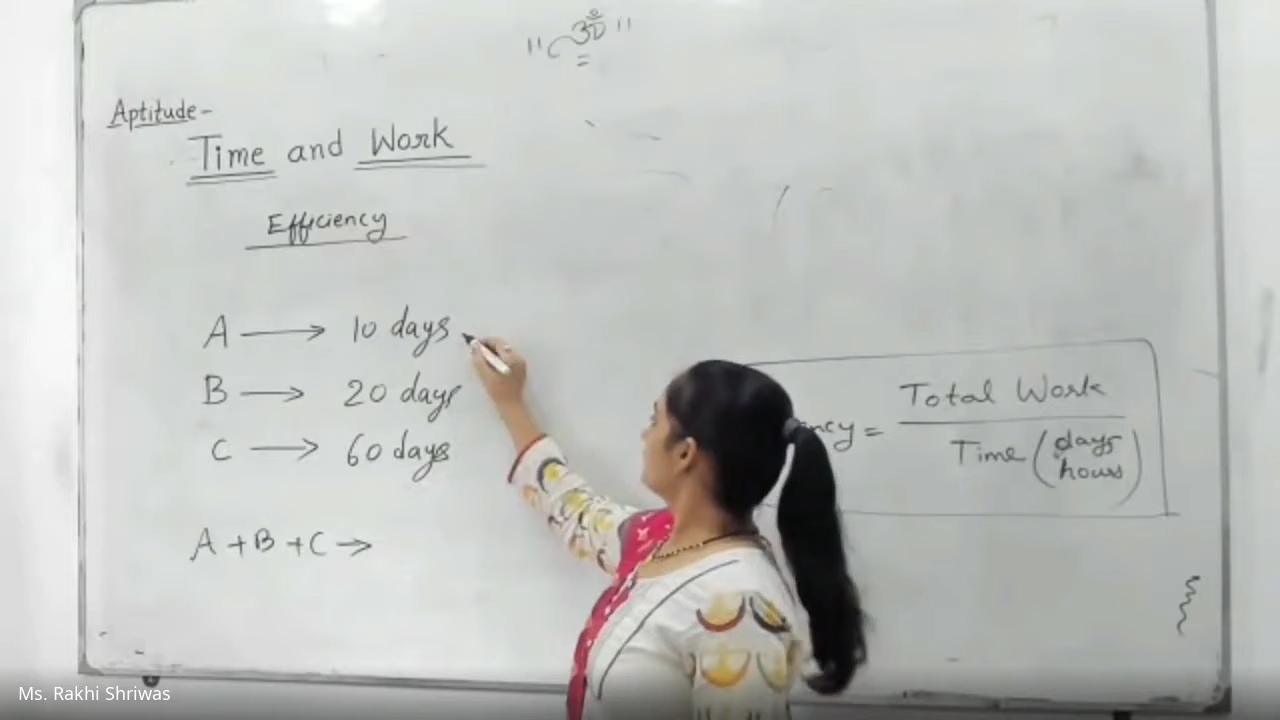 " ॐ "
Aptitude-
Time and Work
Efficiency
A → 10 days
B → 20 days
C → 60 days
A + B + C →
ncy = Total Work
Time (days
hours)
Ms. Rakhi Shriwas